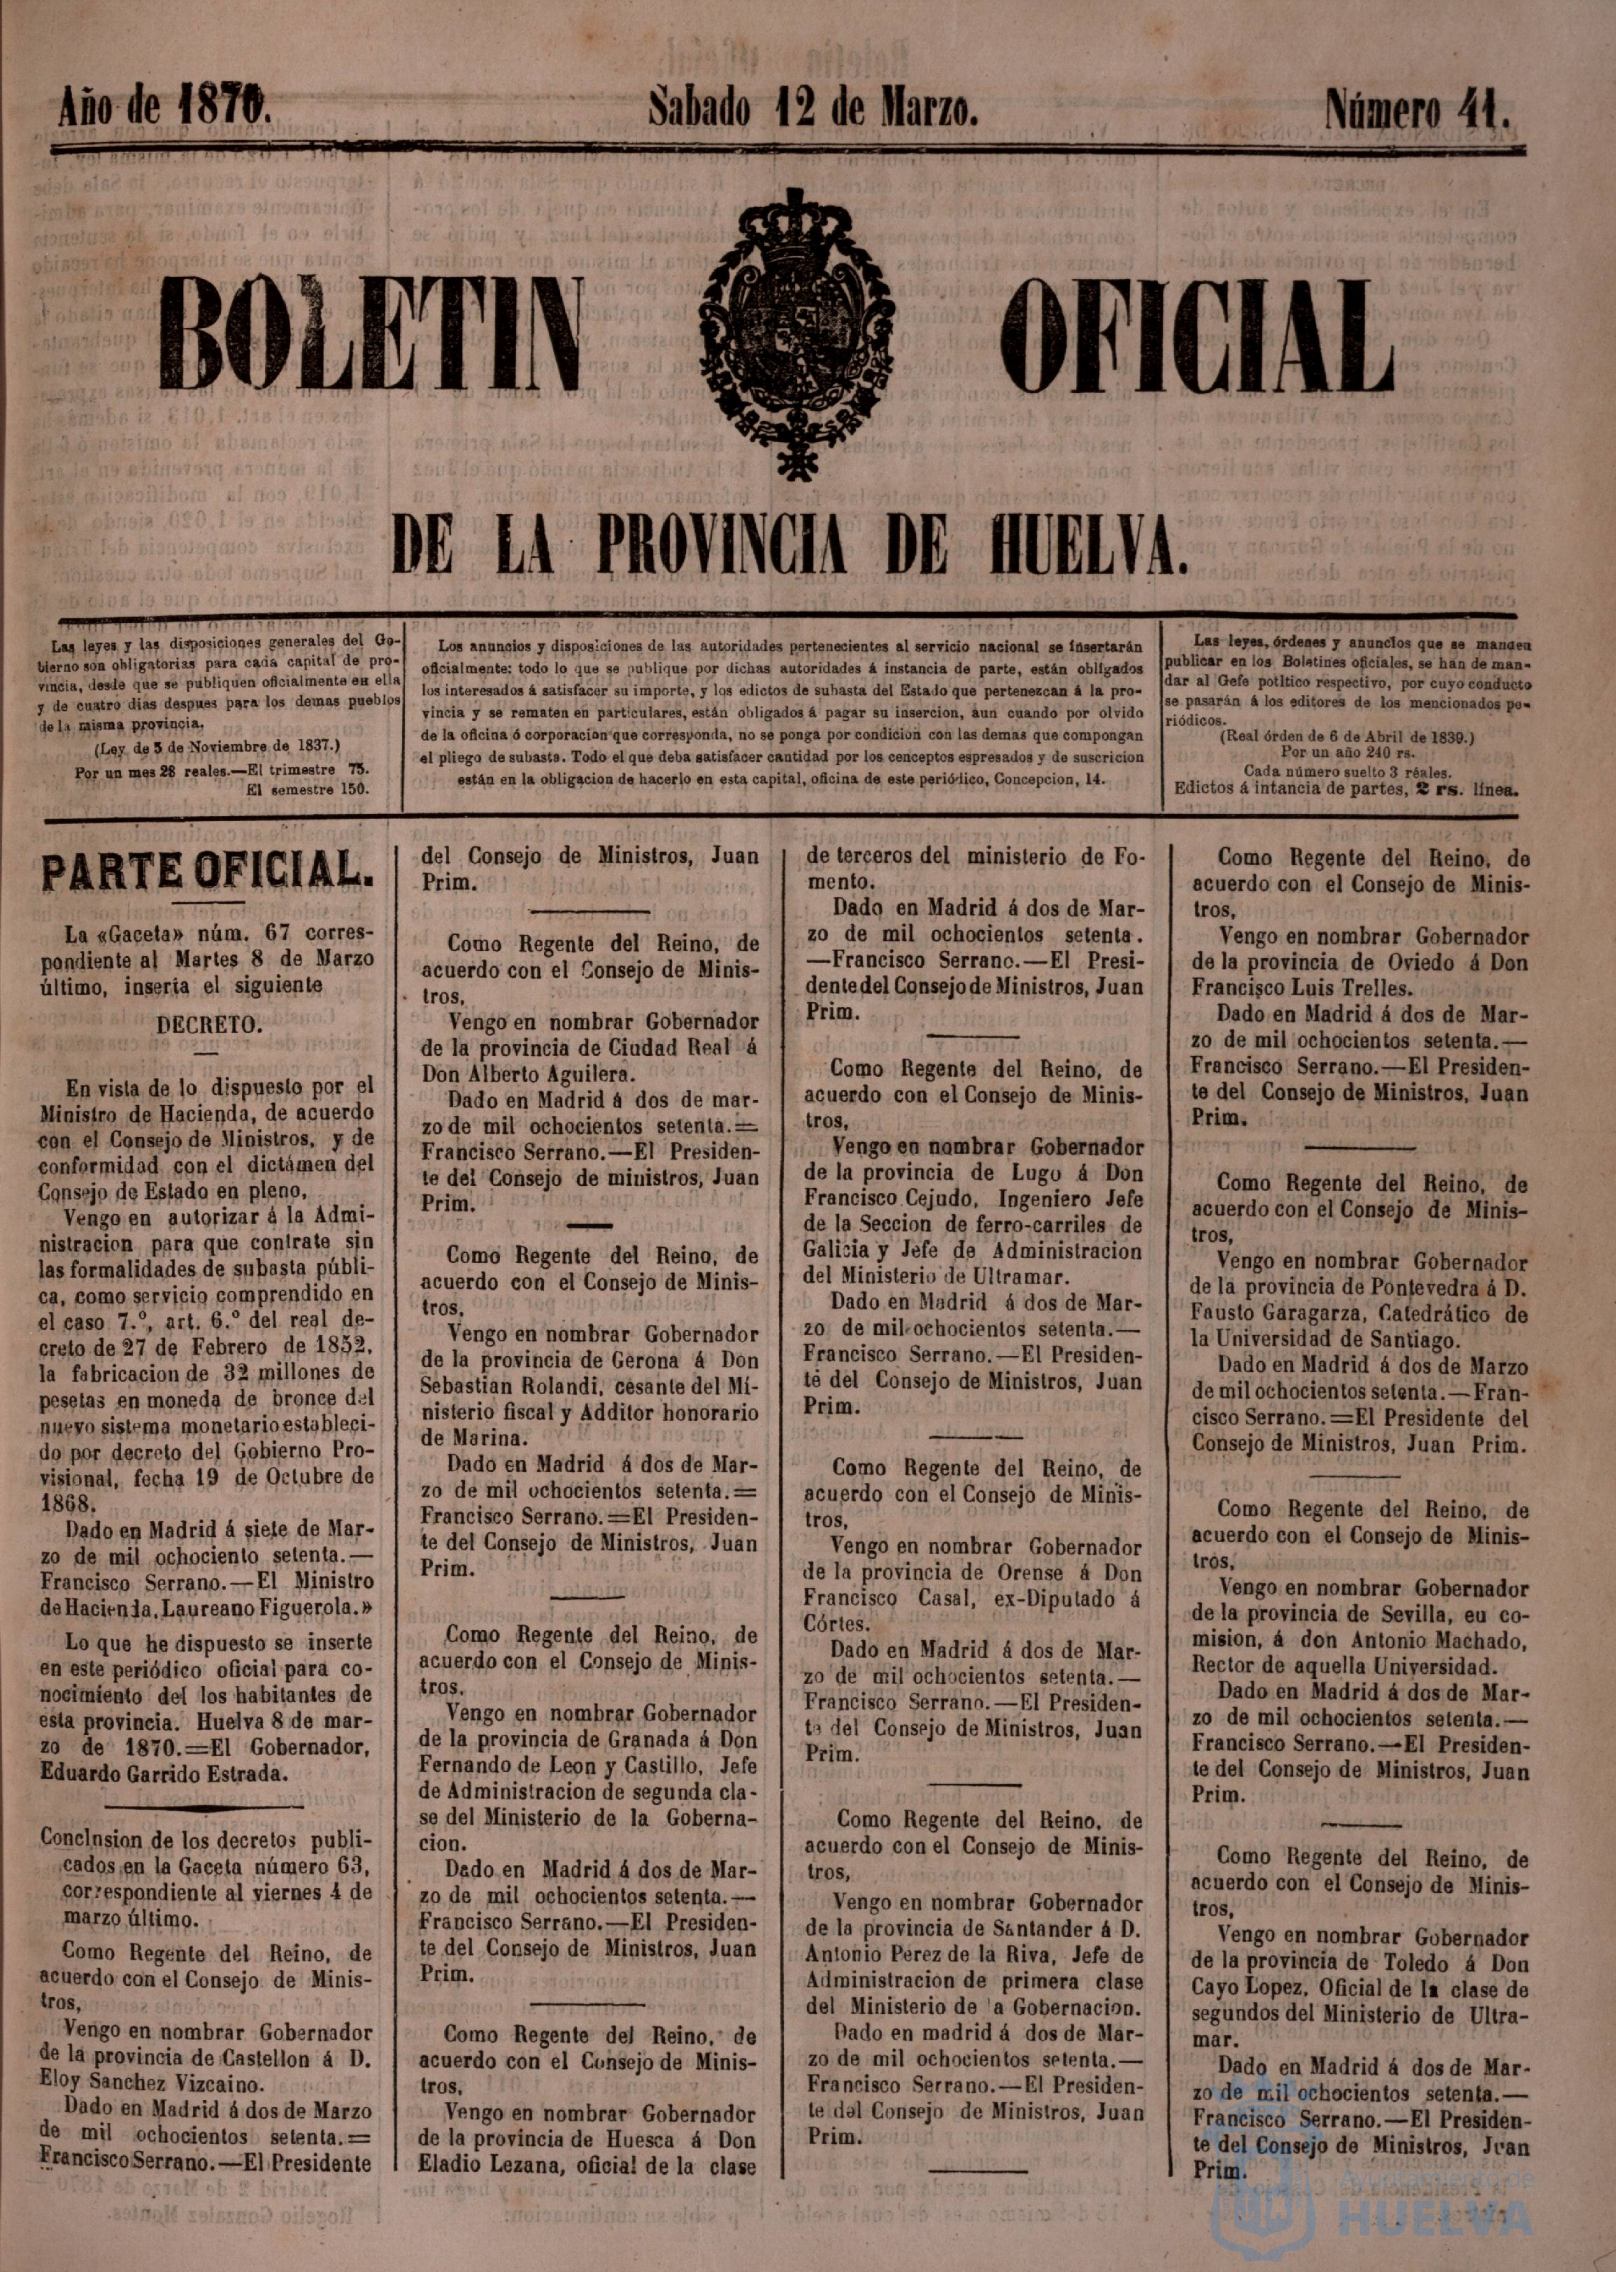 Año de 1870.
Sabado 12 de Marzo.
Número 41.
BOLETIN OFICIAL
DE LA PROVINCIA DE HUELVA.
Las leyes y las disposiciones generales del Go-
bierno son obligatorias para cada capital de pro-
vincia, desde que se publiquen oficialmente en ella
y de cuatro dias despues para los demas pueblos
de la misma provincia.
(Ley de 3 de Noviembre de 1837.)
Por un mes 28 reales.—El trimestre 75.
El semestre 150.
Los anuncios y disposiciones de las autoridades pertenecientes al servicio nacional se insertarán
oficialmente: todo lo que se publique por dichas autoridades á instancia de parte, están obligados
los interesados á satisfacer su importe, y los edictos de subasta del Estado que pertenezcan á la pro-
vincia y se rematen en particulares, están obligados á pagar su insercion, aun cuando por olvido
de la oficina ó corporacion que corresponda, no se ponga por condicion con las demas que compongan
el pliego de subasta. Todo el que deba satisfacer cantidad por los cenceptos espresados y de suscricion
están en la obligacion de hacerlo en esta capital, oficina de este periódico, Concepcion, 14.
Las leyes, órdenes y anuncios que se manden
publicar en los Boletines oficiales, se han de man-
dar al Gefe potltico respectivo, por cuyo conducto
se pasarán á los editores de los mencionados pe-
riódicos.
(Real órden de 6 de Abril de 1839.)
Por un año 240 rs.
Cada número suelto 3 réales.
Edictos á intancia de partes, 2 rs. línea.
PARTE OFICIAL.
La «Gaceta» núm. 67 corres-
pondiente al Martes 8 de Marzo
último, inserta el siguiente
DECRETO.
En vista de lo dispuesto por el
Ministro de Hacienda, de acuerdo
con el Consejo de Ministros, y de
conformidad con el dictámen del
Consejo de Estado en pleno,
Vengo en autorizar á la Admi-
nistracion para que contrate sin
las formalidades de subasta públi-
ca, como servicio comprendido en
el caso 7.º, art. 6.º del real de-
creto de 27 de Febrero de 1852,
la fabricacion de 32 millones de
pesetas en moneda de bronce del
nuevo sistema monetario estableci-
do por decreto del Gobierno Pro-
visional, fecha 19 de Octubre de
1868.
Dado en Madrid á siete de Mar-
zo de mil ochociento setenta.—
Francisco Serrano.—El Ministro
de Hacienda, Laureano Figuerola.»
Lo que he dispuesto se inserte
en este periódico oficial para co-
nocimiento del los habitantes de
esta provincia. Huelva 8 de mar-
zo de 1870.=El Gobernador,
Eduardo Garrido Estrada.
Conclnsion de los decretos publi-
cados en la Gaceta número 63,
correspondiente al viernes 4 de
marzo último.
Como Regente del Reino, de
acuerdo con el Consejo de Minis-
tros,
Vengo en nombrar Gobernador
de la provincia de Castellon á D.
Eloy Sanchez Vizcaino.
Dado en Madrid á dos de Marzo
de mil ochocientos setenta.=
Francisco Serrano.—El Presidente
del Consejo de Ministros, Juan
Prim.
Como Regente del Reino, de
acuerdo con el Consejo de Minis-
tros,
Vengo en nombrar Gobernador
de la provincia de Ciudad Real á
Don Alberto Aguilera.
Dado en Madrid á dos de mar-
zo de mil ochocientos setenta.=
Francisco Serrano.—El Presiden-
te del Consejo de miuistros, Juan
Prim.
Como Regente del Reino, de
acuerdo con el Consejo de Minis-
tros,
Vengo en nombrar Gobernador
de la provincia de Gerona á Don
Sebastian Rolandi, cesante del Mi-
nisterio fiscal y Additor honorario
de Marina.
Dado en Madrid á dos de Mar-
zo de mil ochocientos setenta.=
Francisco Serrano.=El Presiden-
te del Consejo de Ministros, Juan
Prim.
Como Regente del Reino, de
acuerdo con el Consejo de Minis-
tros.
Vengo en nombrar Gobernador
de la provincia de Granada á Don
Fernando de Leon y Castillo, Jefe
de Administracion de segunda cla-
se del Ministerio de la Goberna-
cion.
Dado en Madrid á dos de Mar-
zo de mil ochocientos setenta.—
Francisco Serrano.—El Presiden-
te del Consejo de Ministros, Juan
Prim.
Como Regente del Reino, de
acuerdo con el Consejo de Minis-
tros,
Vengo en nombrar Gobernador
de la provincia de Huesca á Don
Eladio Lezana, oficial de la clase
de terceros del ministerio de Fo-
mento.
Dado en Madrid á dos de Mar-
zo de mil ochocientos setenta.
—Francisco Serrano.—El Presi-
dente del Consejo de Ministros, Juan
Prim.
Como Regente del Reino, de
acuerdo con el Consejo de Minis-
tros,
Vengo en nombrar Gobernador
de la provincia de Lugo á Don
Francisco Cejudo, Ingeniero Jefe
de la Seccion de ferro-carriles de
Galicia y Jefe de Administracion
del Ministerio de Ultramar.
Dado en Madrid á dos de Mar-
zo de mil ochocientos setenta.—
Francisco Serrano.—El Presiden-
te del Consejo de Ministros, Juan
Prim.
Como Regente del Reino, de
acuerdo con el Consejo de Minis-
tros,
Vengo en nombrar Gobernador
de la provincia de Orense á Don
Francisco Casal, ex-Diputado á
Córtes.
Dado en Madrid á dos de Mar-
zo de mil ochocientos setenta.—
Francisco Serrano.—El Presiden-
te del Consejo de Ministros, Juan
Prim.
Como Regente del Reino, de
acuerdo con el Consejo de Minis-
tros,
Vengo en nombrar Gobernador
de la provincia de Santander á D.
Antonio Perez de la Riva, Jefe de
Administracion de primera clase
del Ministerio de 'a Gobernacion.
Dado en madrid á dos de Mar-
zo de mil ochocientos setenta.—
Francisco Serrano.—El Presiden-
te del Consejo de Ministros, Juan
Prim.
Como Regente del Reino, de
acuerdo con el Consejo de Minis-
tros,
Vengo en nombrar Gobernador
de la provincia de Oviedo á Don
Francisco Luis Trelles.
Dado en Madrid á dos de Mar-
zo de mil ochocientos setenta.—
Francisco Serrano.—El Presiden-
te del Consejo de Ministros, Juan
Prim.
Como Regente del Reino, de
acuerdo con el Consejo de Minis-
tros,
Vengo en nombrar Gobernador
de la provincia de Pontevedra á D.
Fausto Garagarza, Catedrático de
la Universidad de Santiago.
Dado en Madrid á dos de Marzo
de mil ochocientos setenta.—Fran-
cisco Serrano.=El Presidente del
Consejo de Ministros, Juan Prim.
Como Regente del Reino, de
acuerdo con el Consejo de Minis-
tros,
Vengo en nombrar Gobernador
de la provincia de Sevilla, eu co-
mision, á don Antonio Machado,
Rector de aquella Universidad.
Dado en Madrid á dos de Mar-
zo de mil ochocientos setenta.—
Francisco Serrano.—El Presiden-
te del Consejo de Ministros, Juan
Prim.
Como Regente del Reino, de
acuerdo con el Consejo de Minis-
tros,
Vengo en nombrar Gobernador
de la provincia de Toledo á Don
Cayo Lopez, Oficial de la clase de
segundos del Ministerio de Ultra-
mar.
Dado en Madrid á dos de Mar-
zo de mil ochocientos setenta.—
Francisco Serrano.—El Presiden-
te del Consejo de Ministros, Juan
Prim.
Ayuntamiento de
HUELVA